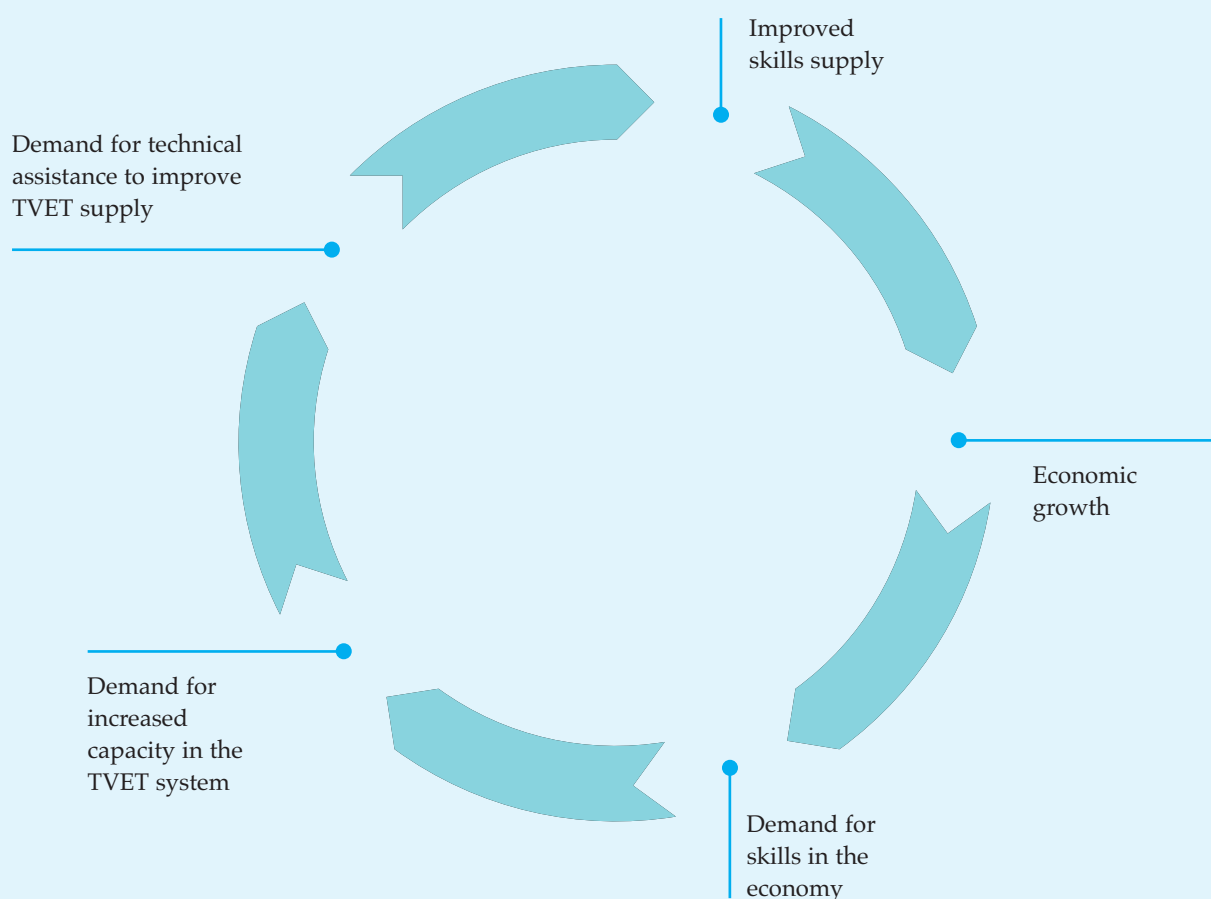 Improved
skills supply
Demand for technical
assistance to improve
TVET supply
Economic
growth
Demand for
increased
capacity in the
TVET system
Demand for
skills in the
economy